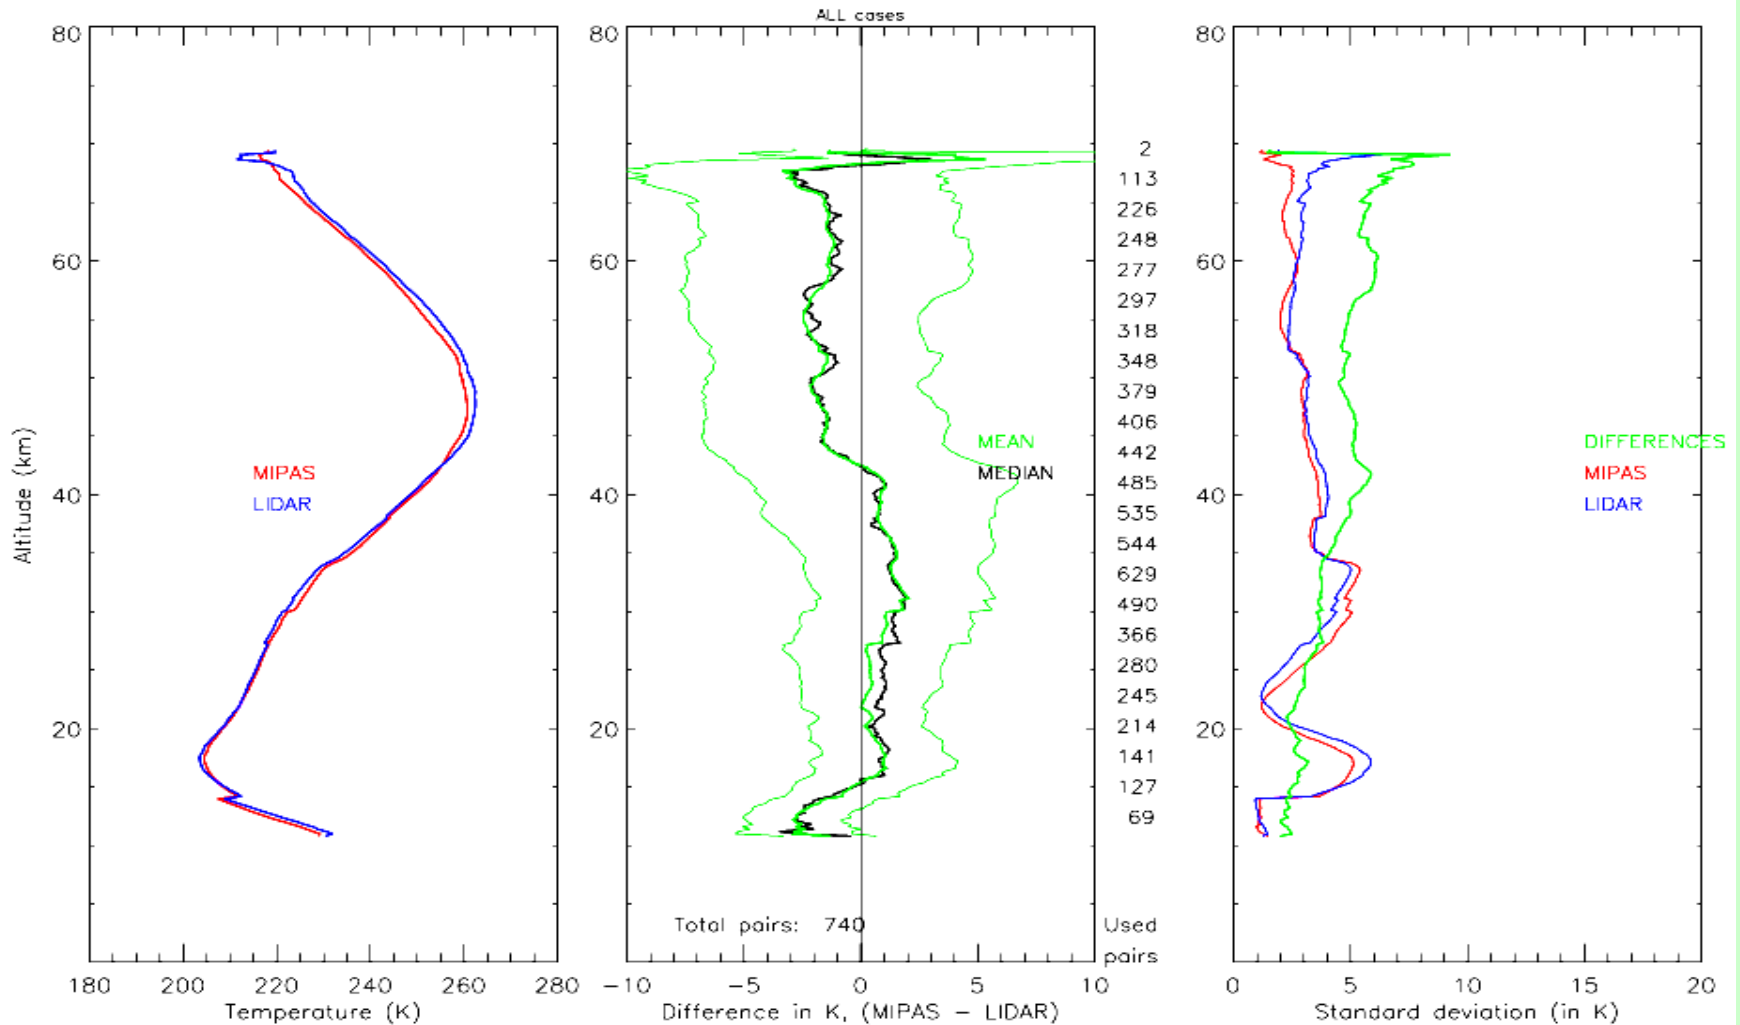 ALL cases
80
60
40
20
Altitude (km)
MIPAS
LIDAR
180 200 220 240 260 280
Temperature (K)
80
60
40
20
MEAN
MEDIAN
Total pairs: 740
-10 -5 0 5 10
Difference in K, (MIPAS - LIDAR)
2
113
226
248
277
297
318
348
379
406
442
485
535
544
629
490
366
280
245
214
141
127
69
Used
pairs
80
60
40
20
DIFFERENCES
MIPAS
LIDAR
0 5 10 15 20
Standard deviation (in K)